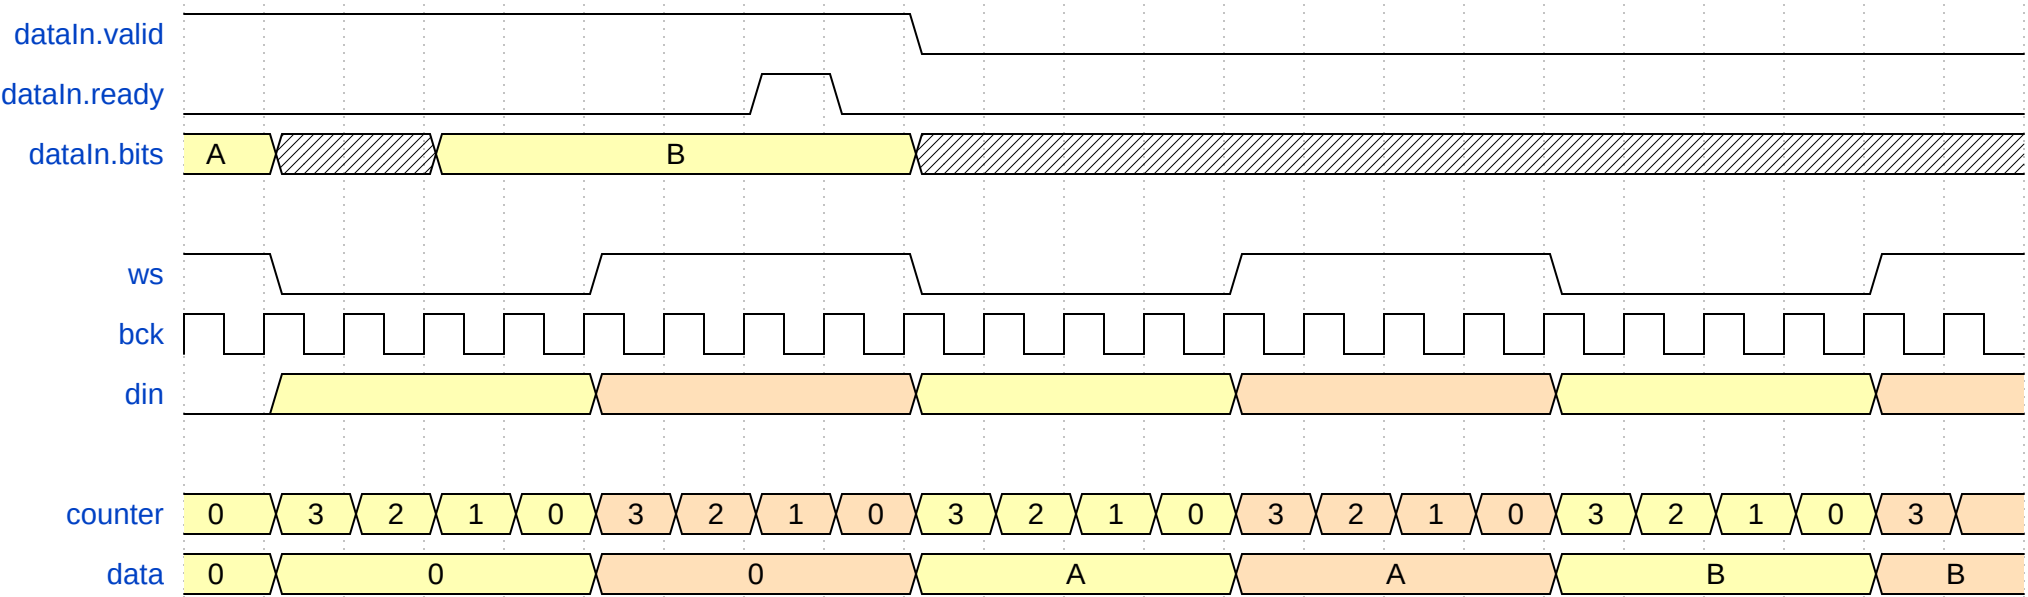 dataIn.valid
dataIn.ready
dataIn.bits A B
ws
bck
din
counter 0 3 2 1 0 3 2 1 0 3 2 1 0 3 2 1 0 3 2 1 0 3
data 0 0 0 A A B B